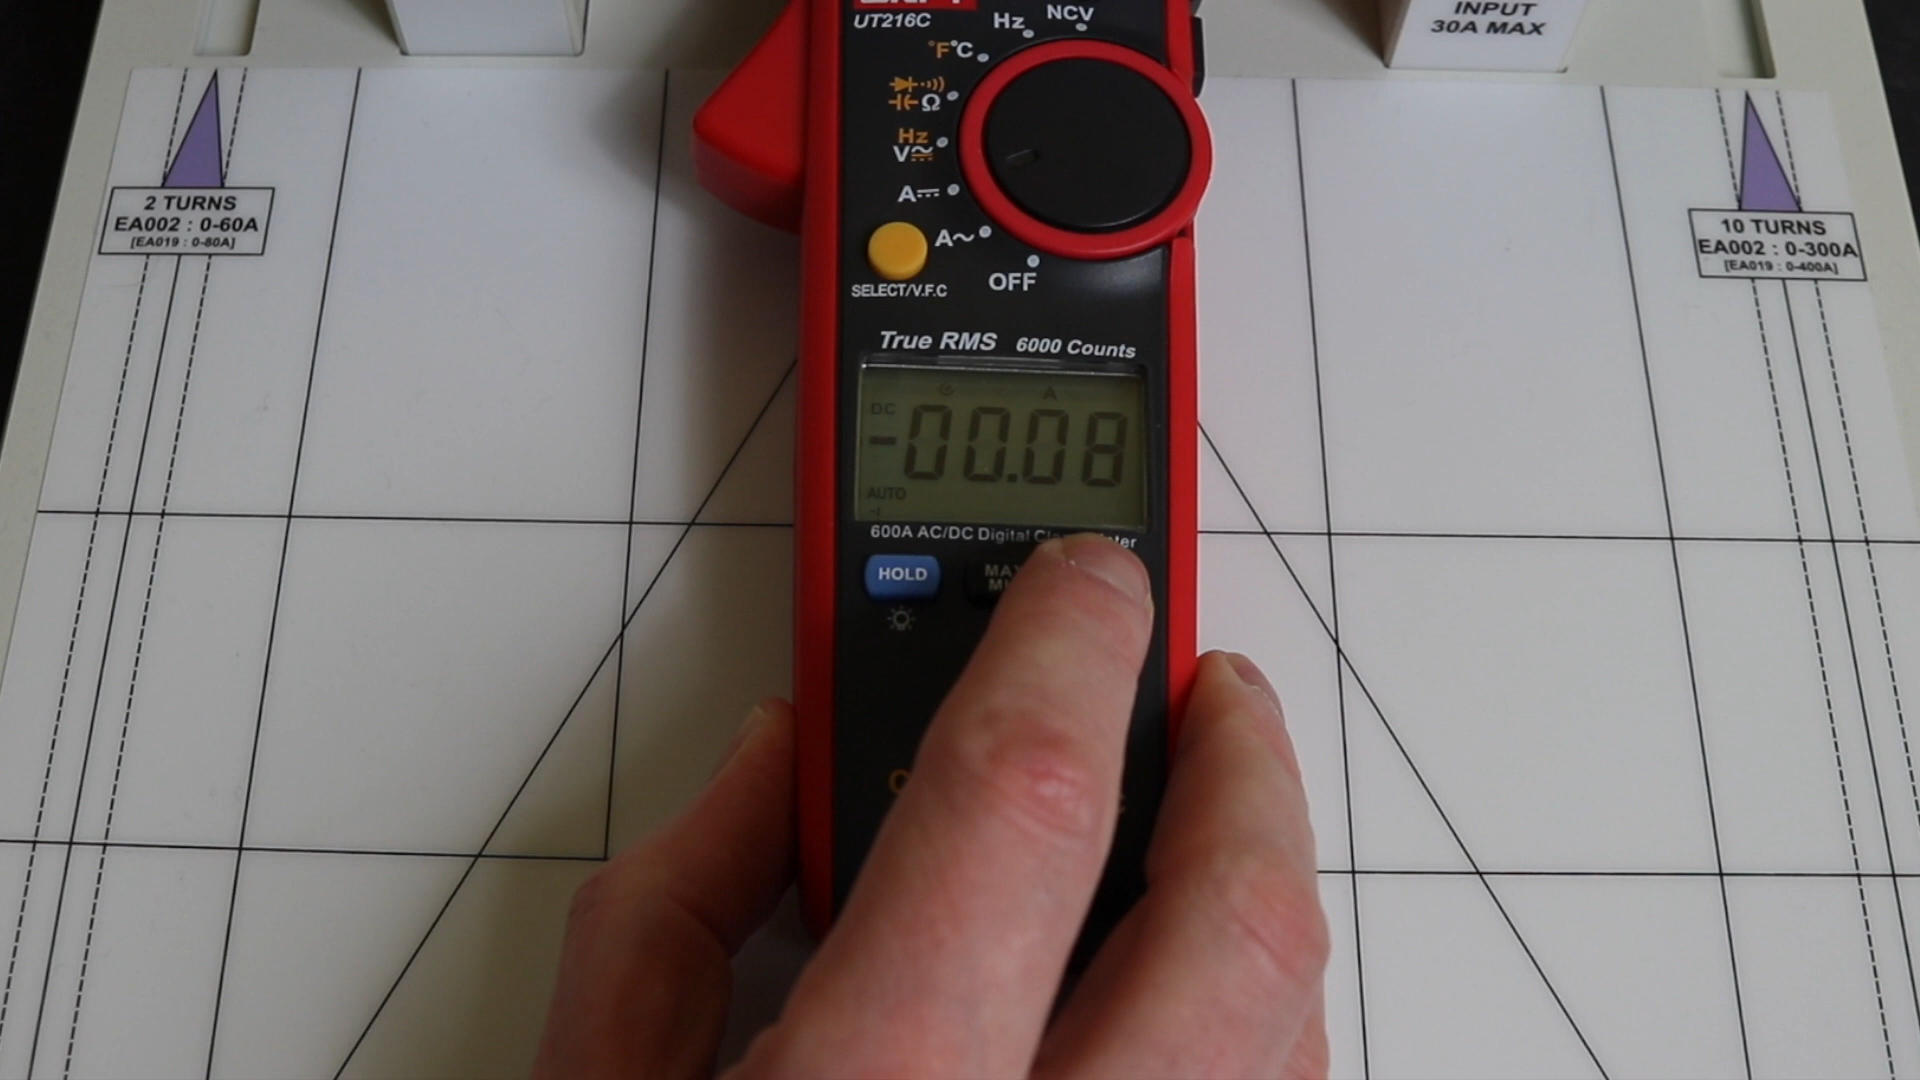 UT216C
Hz
NCV
°F°C
Ω
Hz
V
A
A~
OFF
SELECT/V.F.C
True RMS 6000 Counts
DC
A
-00.08
AUTO
600A AC/DC Digital
HOLD
INPUT
30A MAX
2 TURNS
EA002 : 0-60A
[EA019 : 0-80A]
10 TURNS
EA002 : 0-300A
[EA019 : 0-400A]